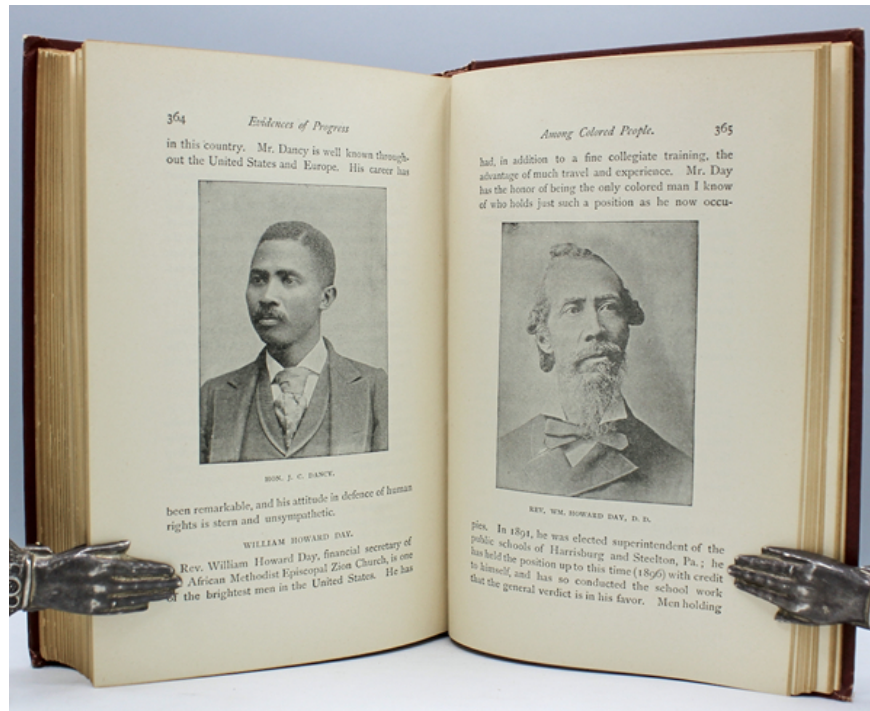 364
Evidences of Progress
in this country. Mr. Dancy is well known through-
out the United States and Europe. His career has
HON. J. C. DANCY.
been remarkable, and his attitude in defence of human
rights is stern and unsympathetic.
WILLIAM HOWARD DAY.
Rev. William Howard Day, financial secretary of
African Methodist Episcopal Zion Church, is one
of the brightest men in the United States. He has
Among Colored People.
365
had, in addition to a fine collegiate training, the
advantage of much travel and experience. Mr. Day
has the honor of being the only colored man I know
of who holds just such a position as he now occu-
REV. WM. HOWARD DAY, D. D.
pies. In 1891, he was elected superintendent of the
public schools of Harrisburg and Steelton, Pa.; he
has held the position up to this time (1896) with credit
to himself, and has so conducted the school work
that the general verdict is in his favor. Men holding